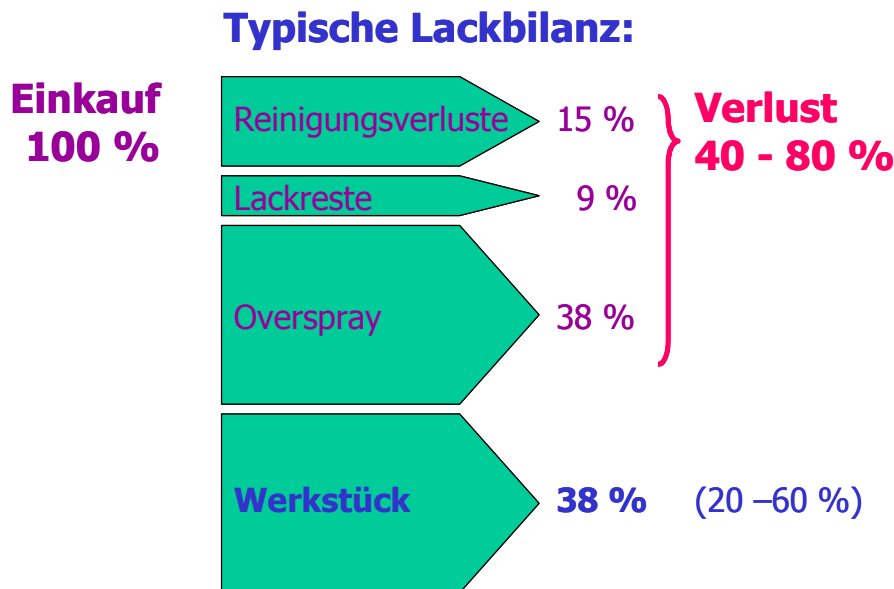 Typische Lackbilanz:
Einkauf
100 %
Reinigungsverluste 15 %
Verlust
40 - 80 %
Lackreste 9 %
Overspray 38 %
Werkstück 38 % (20 –60 %)